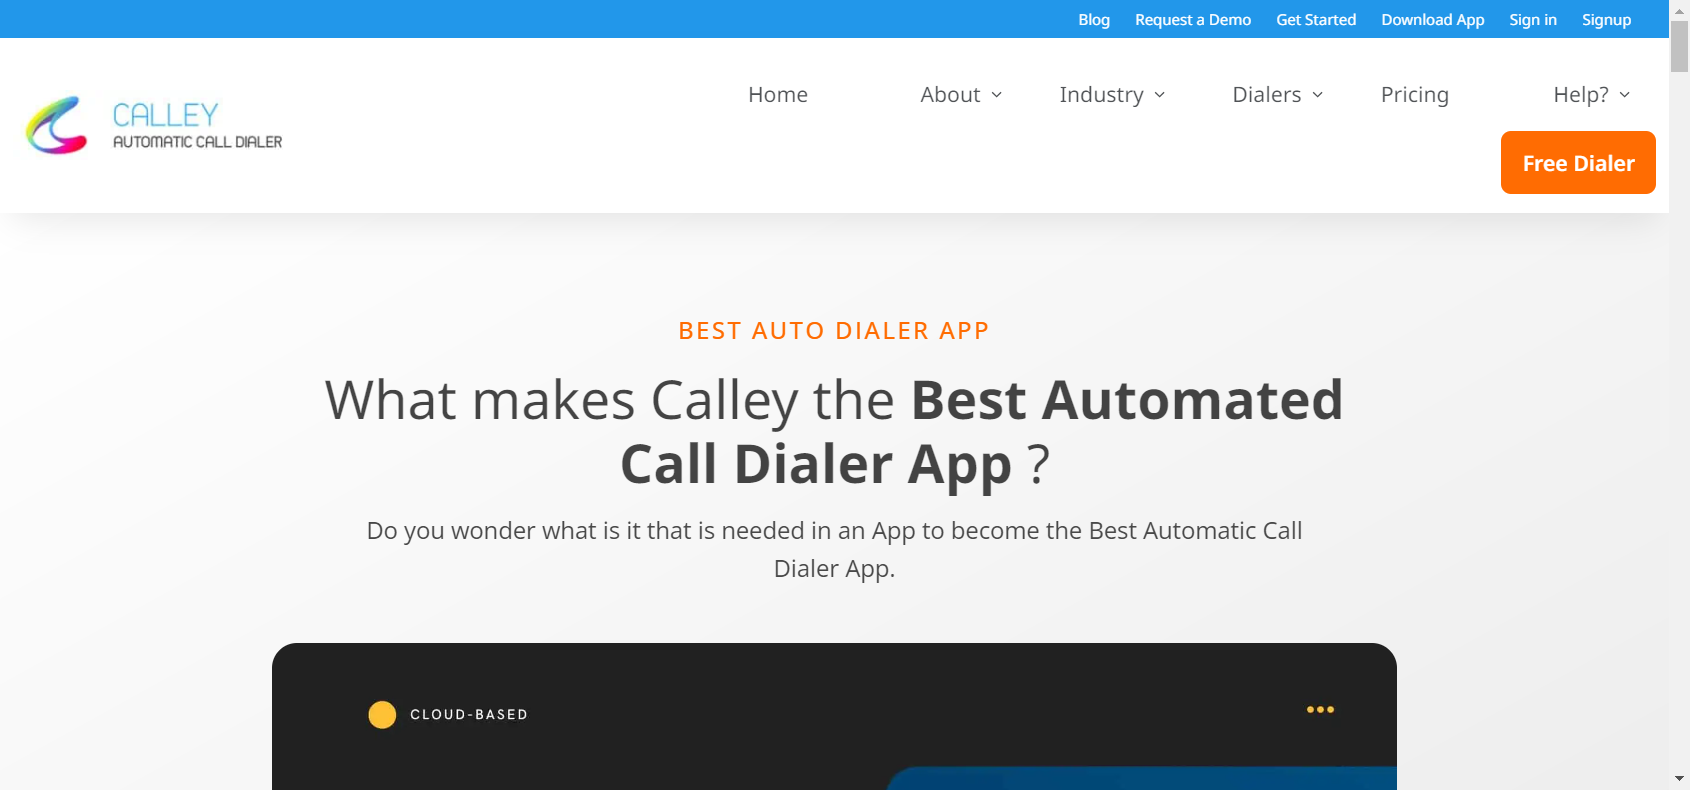 Blog Request a Demo Get Started Download App Sign in Signup
Home About Industry Dialers Pricing Help?
CALLEY
AUTOMATIC CALL DIALER
Free Dialer
BEST AUTO DIALER APP
What makes Calley the Best Automated
Call Dialer App ?
Do you wonder what is it that is needed in an App to become the Best Automatic Call
Dialer App.
CLOUD-BASED